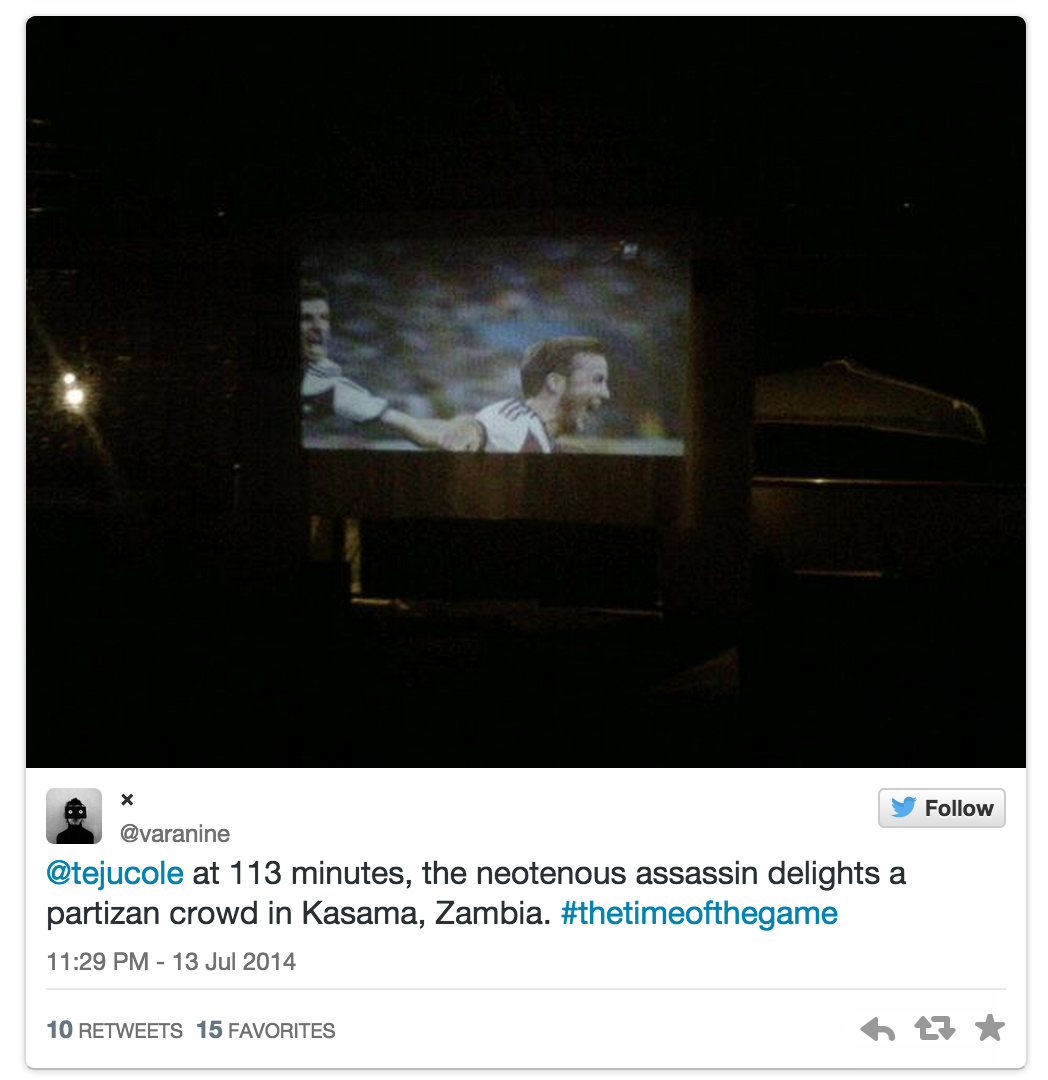 ×
@varanine
Follow
@tejucole at 113 minutes, the neotenous assassin delights a
partizan crowd in Kasama, Zambia. #thetimeofthegame
11:29 PM - 13 Jul 2014
10 RETWEETS 15 FAVORITES